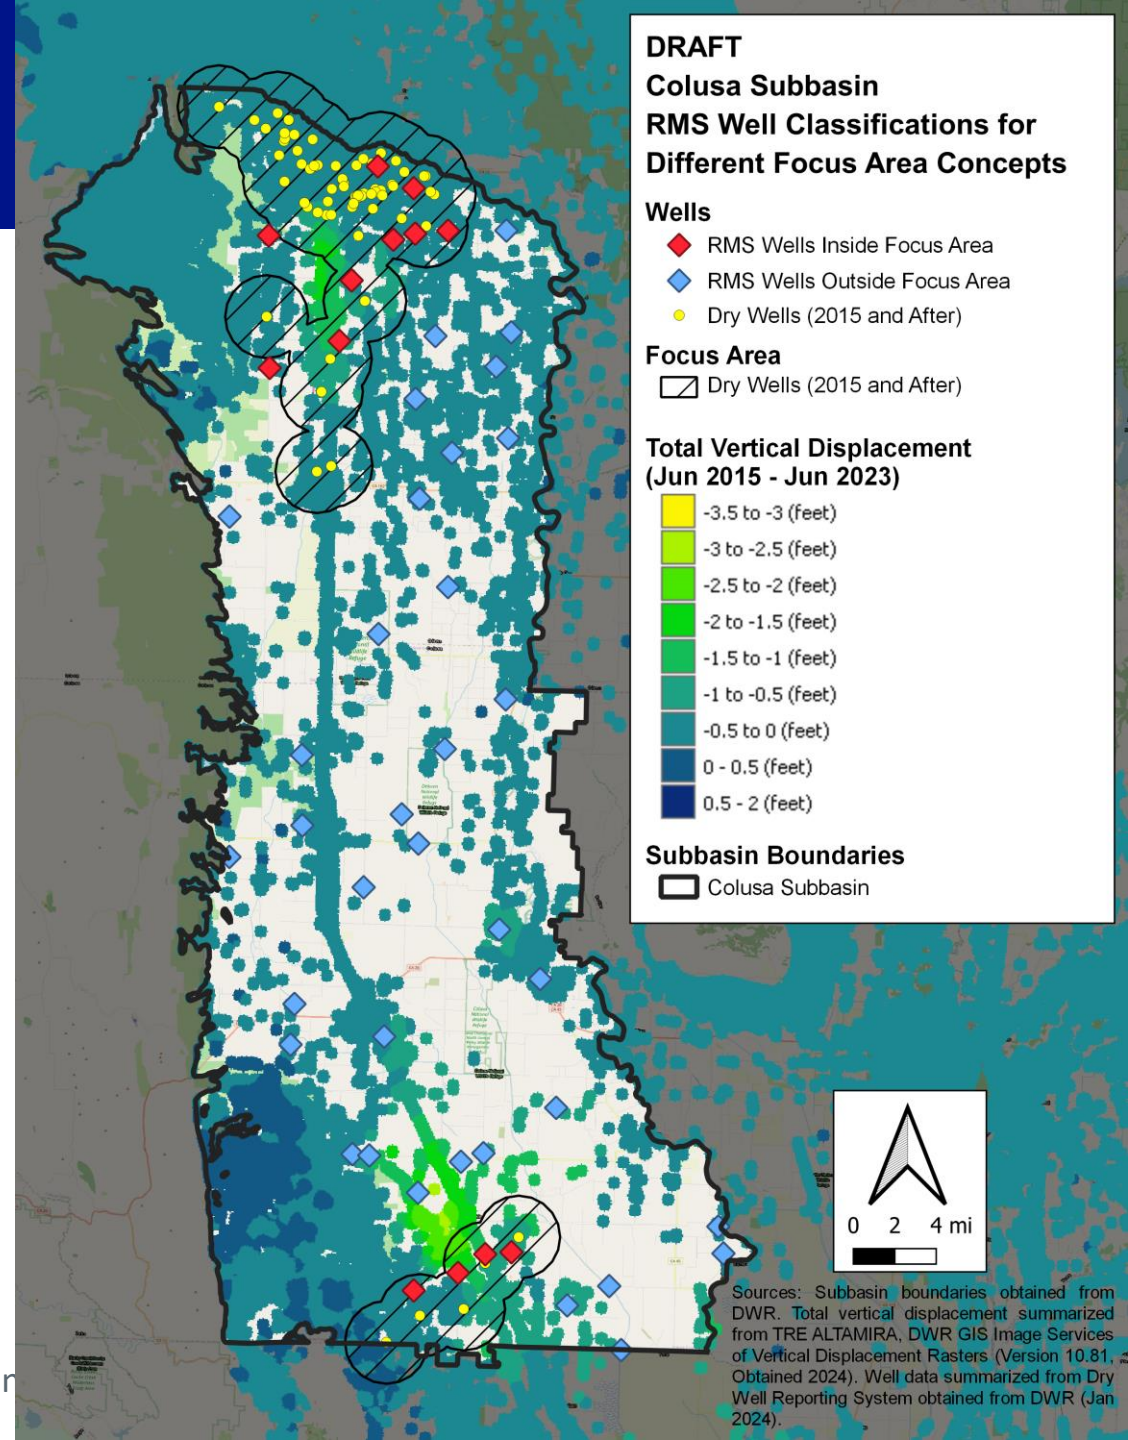 DRAFT
Colusa Subbasin
RMS Well Classifications for
Different Focus Area Concepts
Wells
RMS Wells Inside Focus Area
RMS Wells Outside Focus Area
Dry Wells (2015 and After)
Focus Area
Dry Wells (2015 and After)
Total Vertical Displacement
(Jun 2015 - Jun 2023)
-3.5 to -3 (feet)
-3 to -2.5 (feet)
-2.5 to -2 (feet)
-2 to -1.5 (feet)
-1.5 to -1 (feet)
-1 to -0.5 (feet)
-0.5 to 0 (feet)
0 - 0.5 (feet)
0.5 - 2 (feet)
Subbasin Boundaries
Colusa Subbasin
0 2 4 mi
Sources: Subbasin boundaries obtained from
DWR. Total vertical displacement summarized
from TRE ALTAMIRA, DWR GIS Image Services
of Vertical Displacement Rasters (Version 10.81,
Obtained 2024). Well data summarized from Dry
Well Reporting System obtained from DWR (Jan
2024).